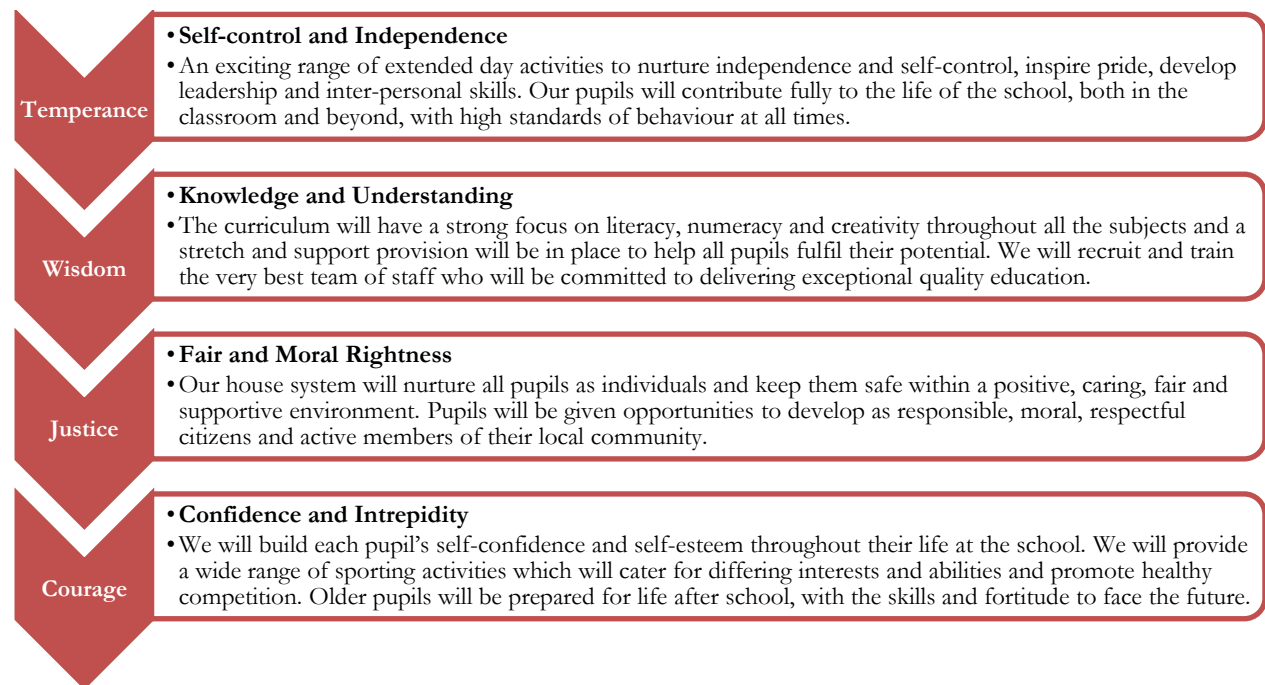 Temperance
• Self-control and Independence
• An exciting range of extended day activities to nurture independence and self-control, inspire pride, develop
leadership and inter-personal skills. Our pupils will contribute fully to the life of the school, both in the
classroom and beyond, with high standards of behaviour at all times.
Wisdom
• Knowledge and Understanding
• The curriculum will have a strong focus on literacy, numeracy and creativity throughout all the subjects and a
stretch and support provision will be in place to help all pupils fulfil their potential. We will recruit and train
the very best team of staff who will be committed to delivering exceptional quality education.
Justice
• Fair and Moral Rightness
• Our house system will nurture all pupils as individuals and keep them safe within a positive, caring, fair and
supportive environment. Pupils will be given opportunities to develop as responsible, moral, respectful
citizens and active members of their local community.
Courage
• Confidence and Intrepidity
• We will build each pupil’s self-confidence and self-esteem throughout their life at the school. We will provide
a wide range of sporting activities which will cater for differing interests and abilities and promote healthy
competition. Older pupils will be prepared for life after school, with the skills and fortitude to face the future.